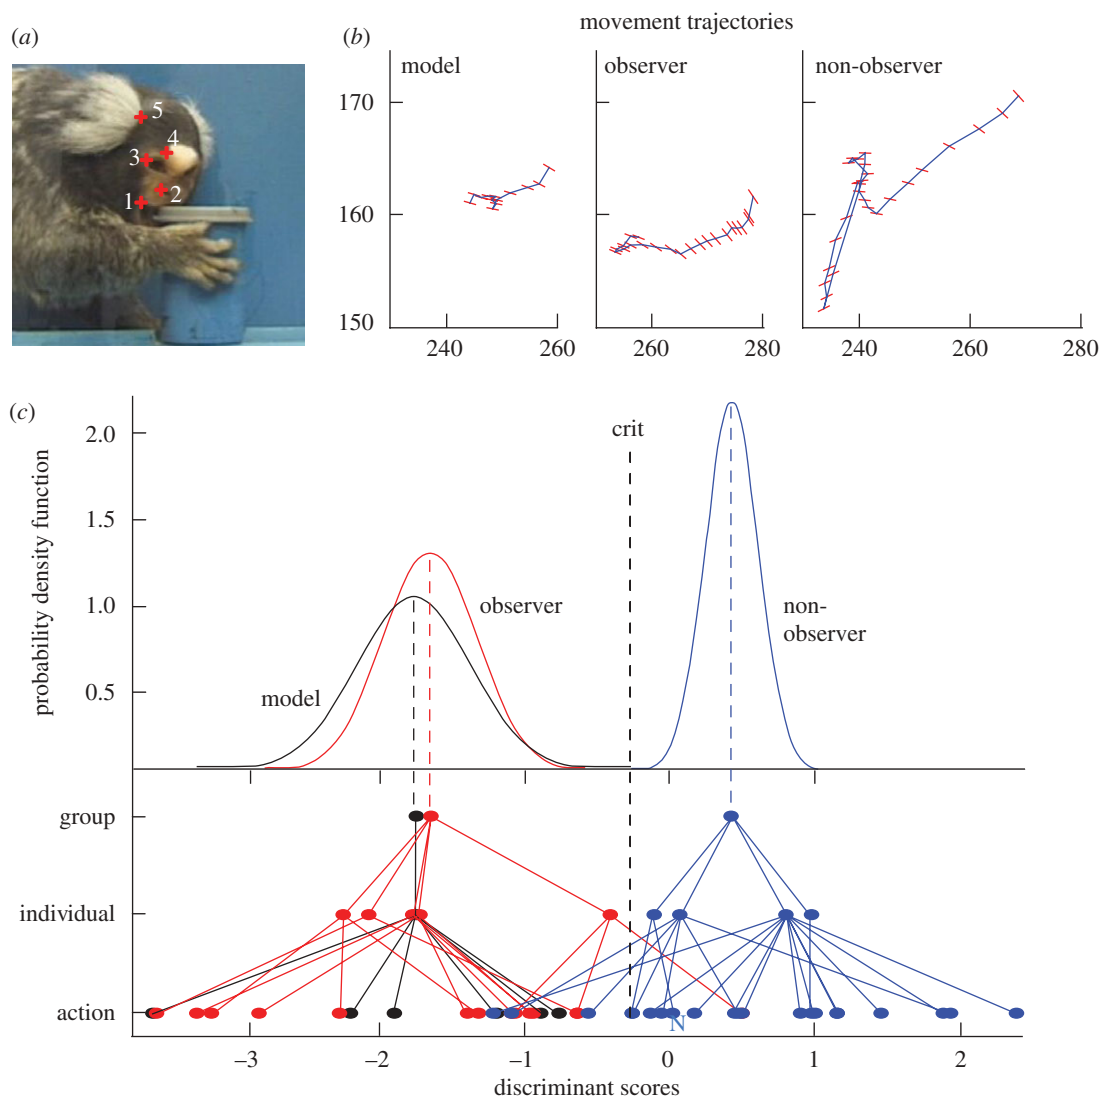 movement trajectories
(a)
(b)
5
4
3
2
1
model
observer
non-observer
170
160
150
240
260
260
280
240
260
280
(c)
crit
2.0
1.5
1.0
0.5
probability density function
observer
non-
observer
model
group
individual
action
N
–3
–2
–1
0
1
2
discriminant scores